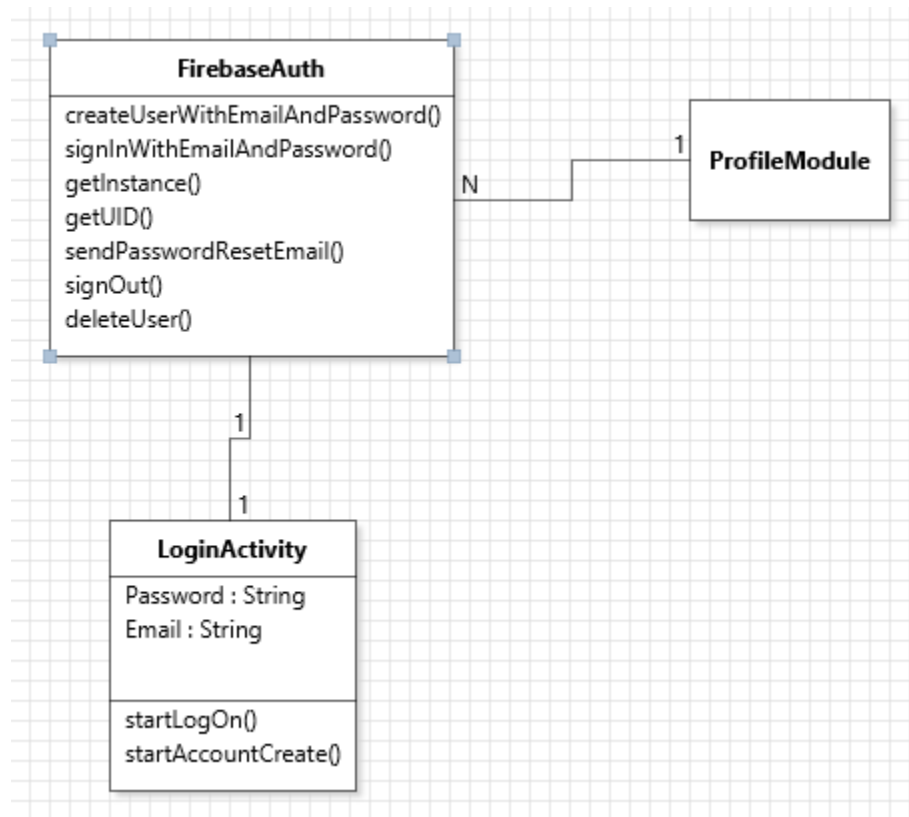 FirebaseAuth
createUserWithEmailAndPassword()
signInWithEmailAndPassword()
getInstance()
getUID()
sendPasswordResetEmail()
signOut()
deleteUser()
N
1
ProfileModule
1
1
LoginActivity
Password : String
Email : String
startLogOn()
startAccountCreate()